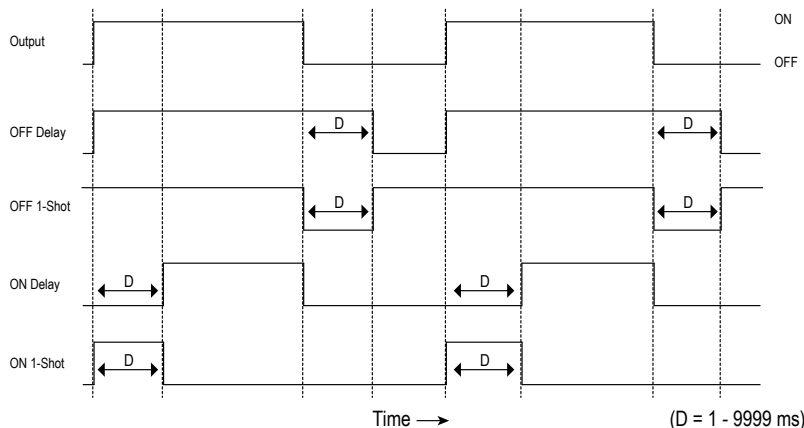 Output
ON
OFF
OFF Delay
D
D
OFF 1-Shot
D
D
ON Delay
D
D
ON 1-Shot
D
D
Time
(D = 1 - 9999 ms)